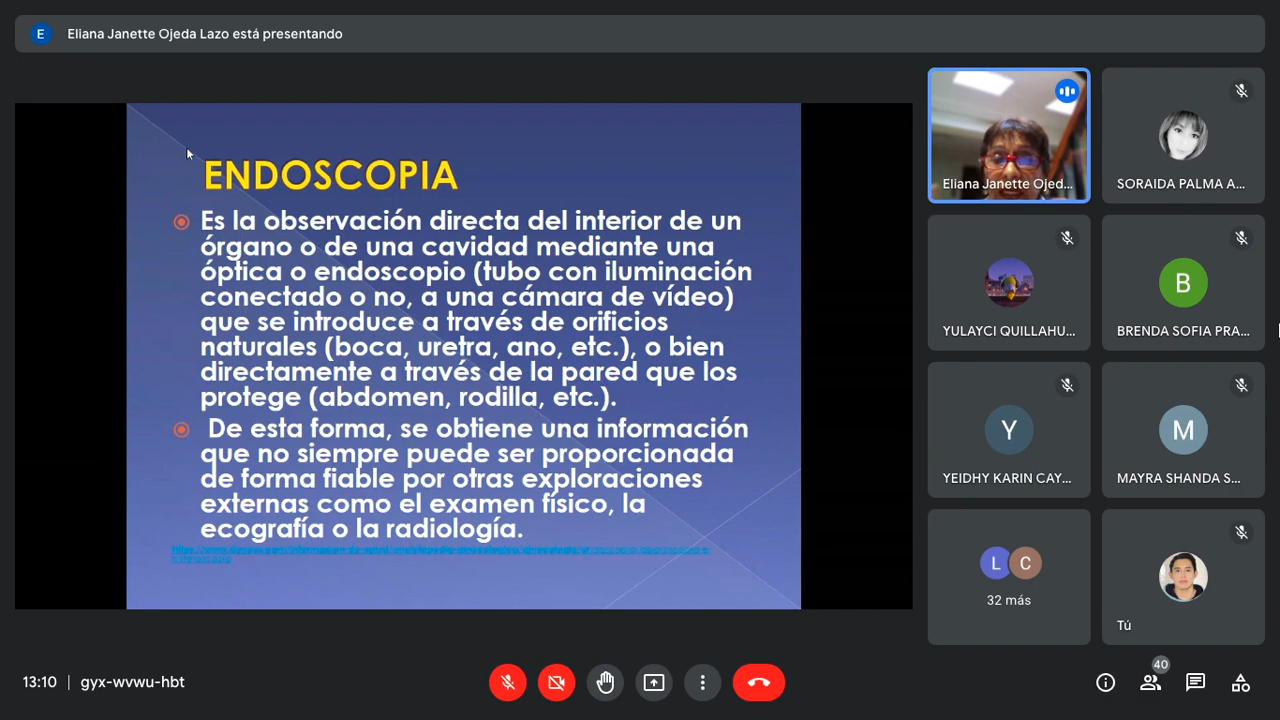 E
Eliana Janette Ojeda Lazo está presentando
ENDOSCOPIA
Es la observación directa del interior de un
órgano o de una cavidad mediante una
óptica o endoscopio (tubo con iluminación
conectado o no, a una cámara de vídeo)
que se introduce a través de orificios
naturales (boca, uretra, ano, etc.), o bien
directamente a través de la pared que los
protege (abdomen, rodilla, etc.).
De esta forma, se obtiene una información
que no siempre puede ser proporcionada
de forma fiable por otras exploraciones
externas como el examen físico, la
ecografía o la radiología.
Eliana Janette Ojed...
SORAIDA PALMA A...
YULAYCI QUILLAHU...
B
BRENDA SOFIA PRA...
Y
YEIDHY KARIN CAY...
M
MAYRA SHANDA S...
L C
32 más
Tú
13:10 | gyx-wvwu-hbt
40